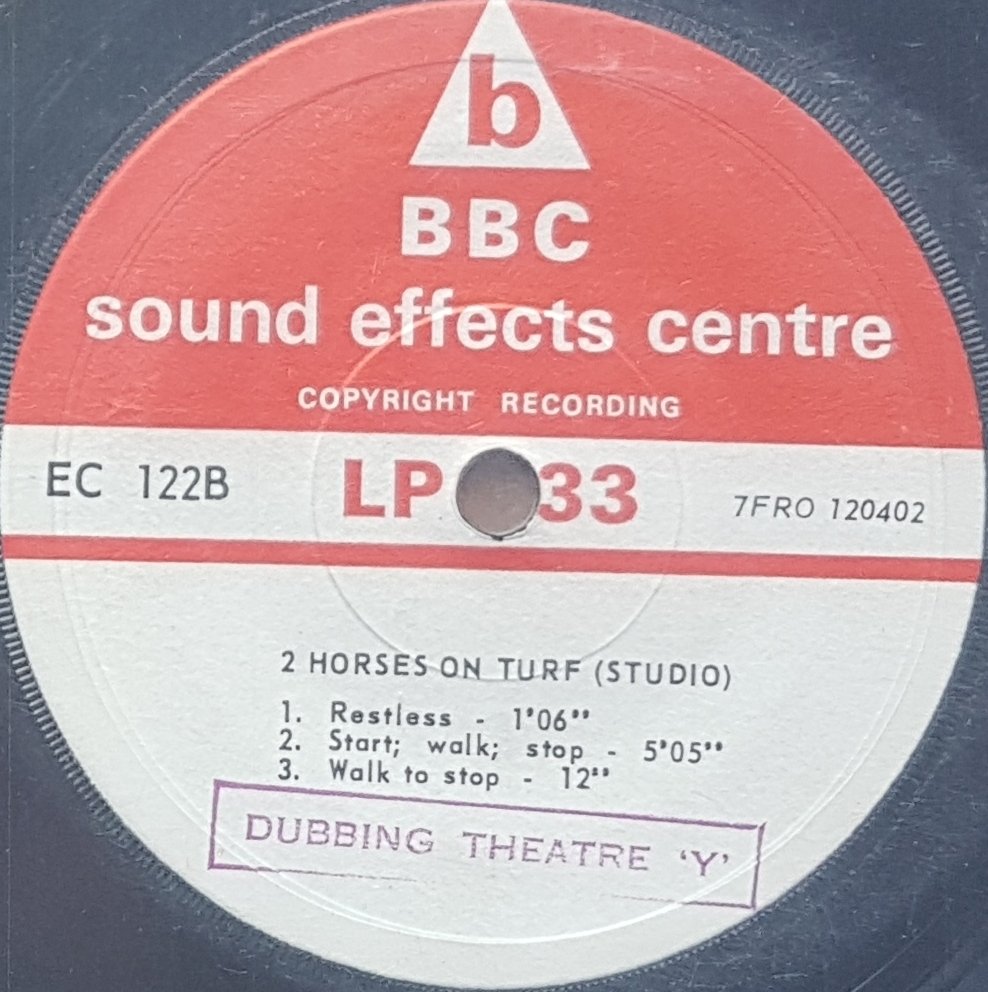 b
BBC
sound effects centre
COPYRIGHT RECORDING
EC 122B LP 33 7FRO 120402
2 HORSES ON TURF (STUDIO)
1. Restless - 1'06"
2. Start; walk; stop - 5'05"
3. Walk to stop - 12"
DUBBING THEATRE 'Y'